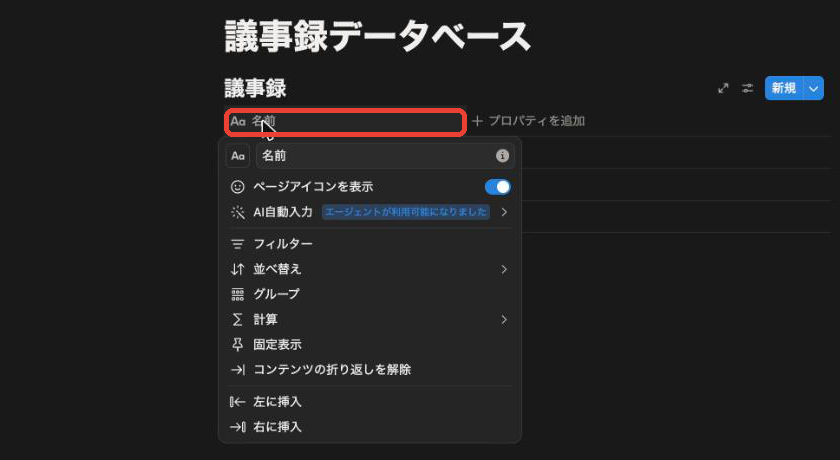 議事録データベース
議事録
新規
Aa 名前
+ プロパティを追加
Aa 名前
ページアイコンを表示
AI自動入力 エージェントが利用可能になりました
フィルター
並べ替え
グループ
計算
固定表示
コンテンツの折り返しを解除
左に挿入
右に挿入